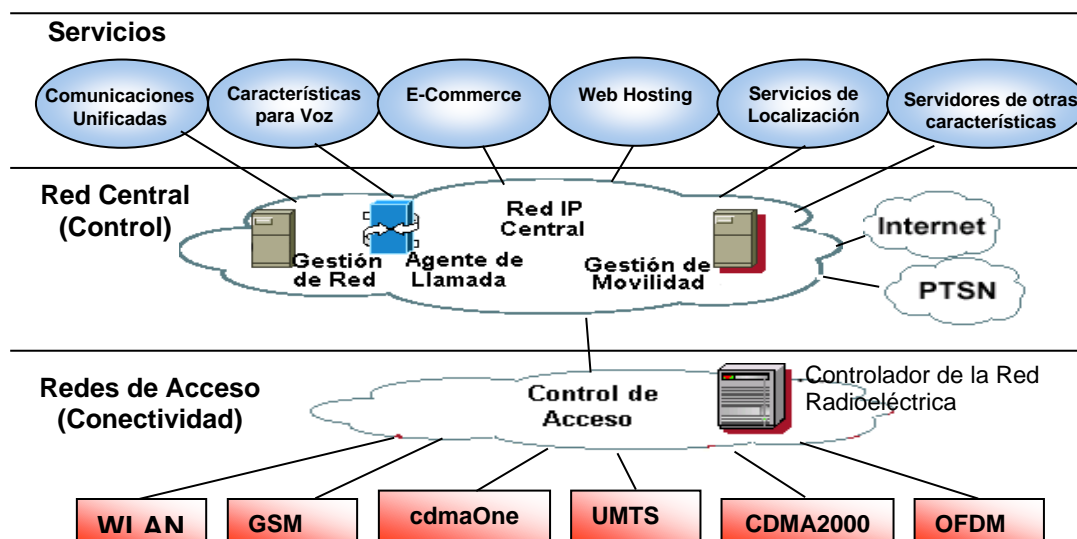 Servicios
Comunicaciones
Unificadas
Características
para Voz
E-Commerce
Web Hosting
Servicios de
Localización
Servidores de otras
características
Red Central
(Control)
Gestión
de Red
Agente de
Llamada
Red IP
Central
Gestión de
Movilidad
Internet
PTSN
Redes de Acceso
(Conectividad)
Control de
Acceso
Controlador de la Red
Radioeléctrica
WLAN
GSM
cdmaOne
UMTS
CDMA2000
OFDM